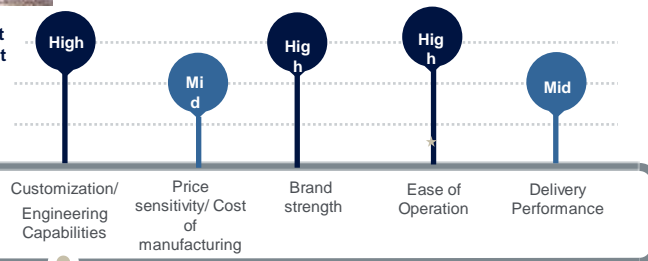 t
t
High
Mi
d
Hig
h
Hig
h
Mid
Customization/
Engineering
Capabilities
Price
sensitivity/ Cost
of
manufacturing
Brand
strength
Ease of
Operation
Delivery
Performance